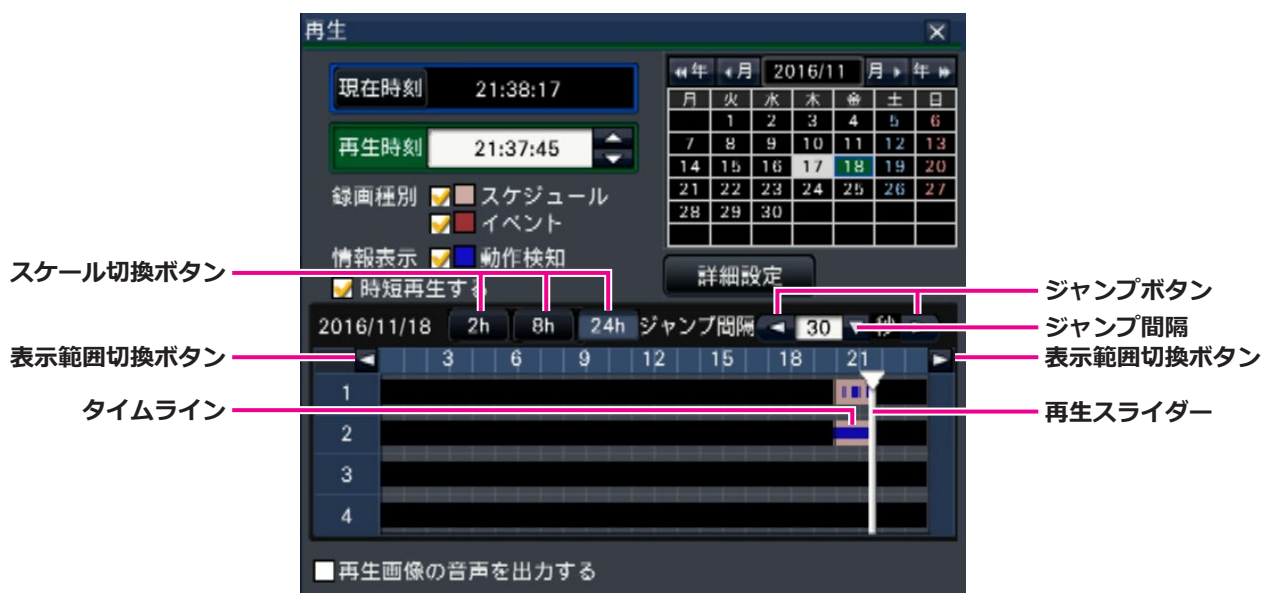 再生
現在時刻 21:38:17
再生時刻 21:37:45
録画種別 スケジュール
イベント
情報表示 動作検知
時短再生する
年 月 2016/11 月 年
月 火 水 木 金 土 日
1 2 3 4 5 6
7 8 9 10 11 12 13
14 15 16 17 18 19 20
21 22 23 24 25 26 27
28 29 30
詳細設定
スケール切換ボタン
ジャンプボタン
2016/11/18 2h 8h 24h ジャンプ間隔 30 秒
ジャンプ間隔
表示範囲切換ボタン
3 6 9 12 15 18 21
表示範囲切換ボタン
1
タイムライン
再生スライダー
2
3
4
再生画像の音声を出力する